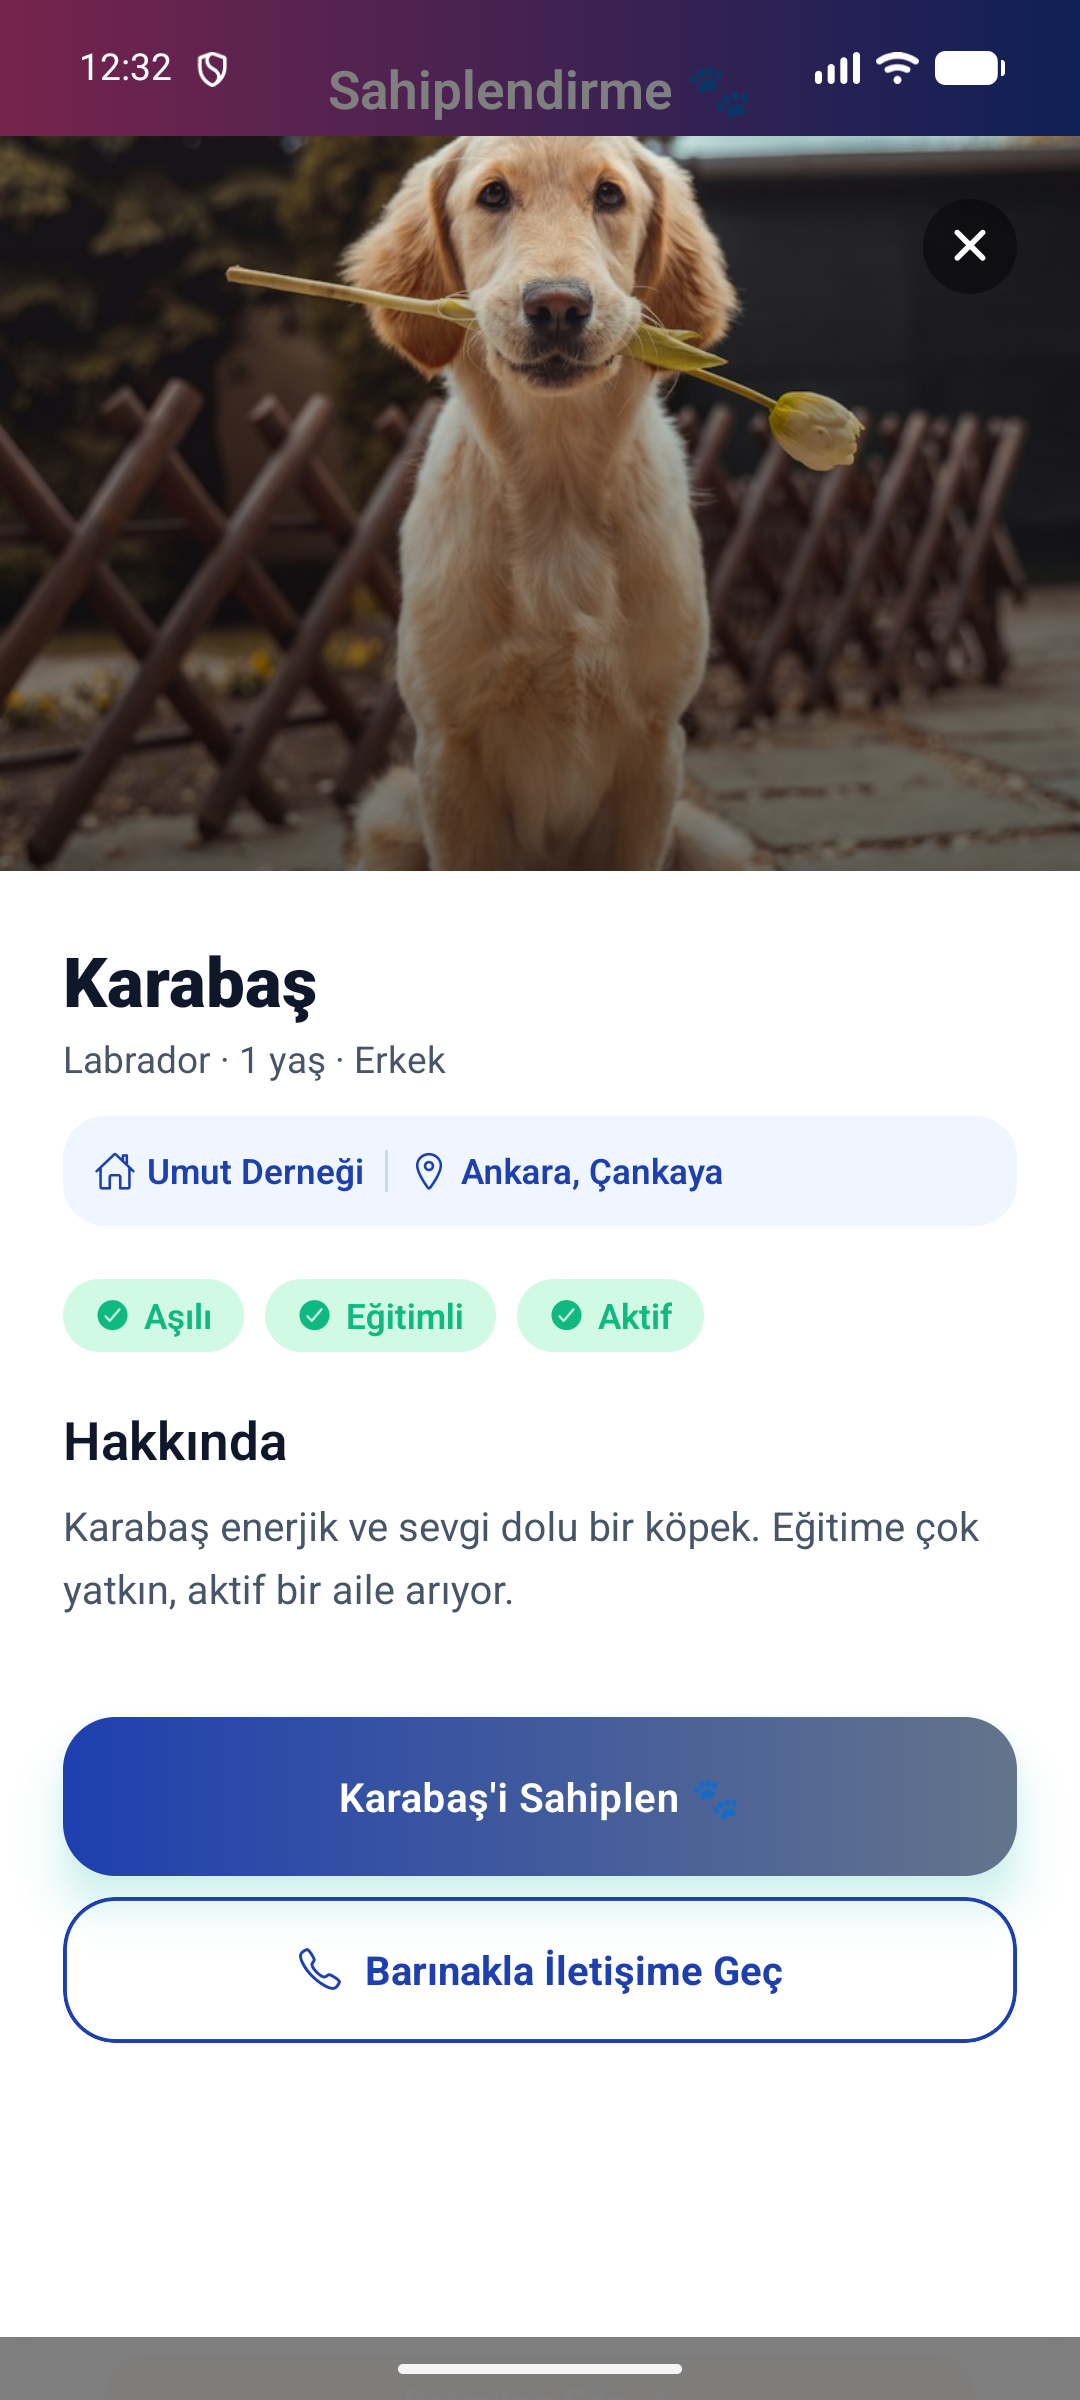 12:32
Sahiplendirme 🐾
Karabaş
Labrador · 1 yaş · Erkek
Umut Derneği | Ankara, Çankaya
Aşılı Eğitimli Aktif
Hakkında
Karabaş enerjik ve sevgi dolu bir köpek. Eğitime çok
yatkın, aktif bir aile arıyor.
Karabaş'i Sahiplen 🐾
Barınakla İletişime Geç